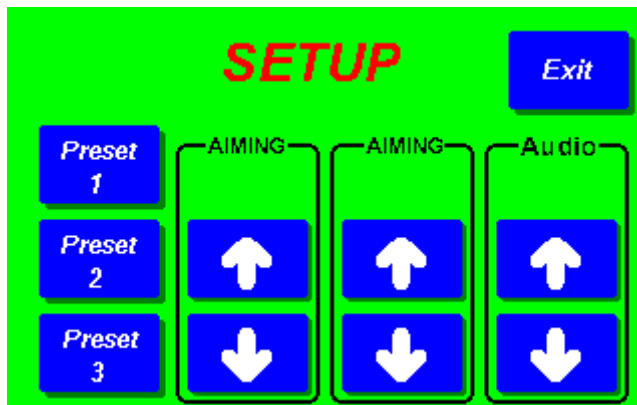 SETUP
Exit
Preset
1
AIMING
AIMING
Audio
Preset
2
Preset
3